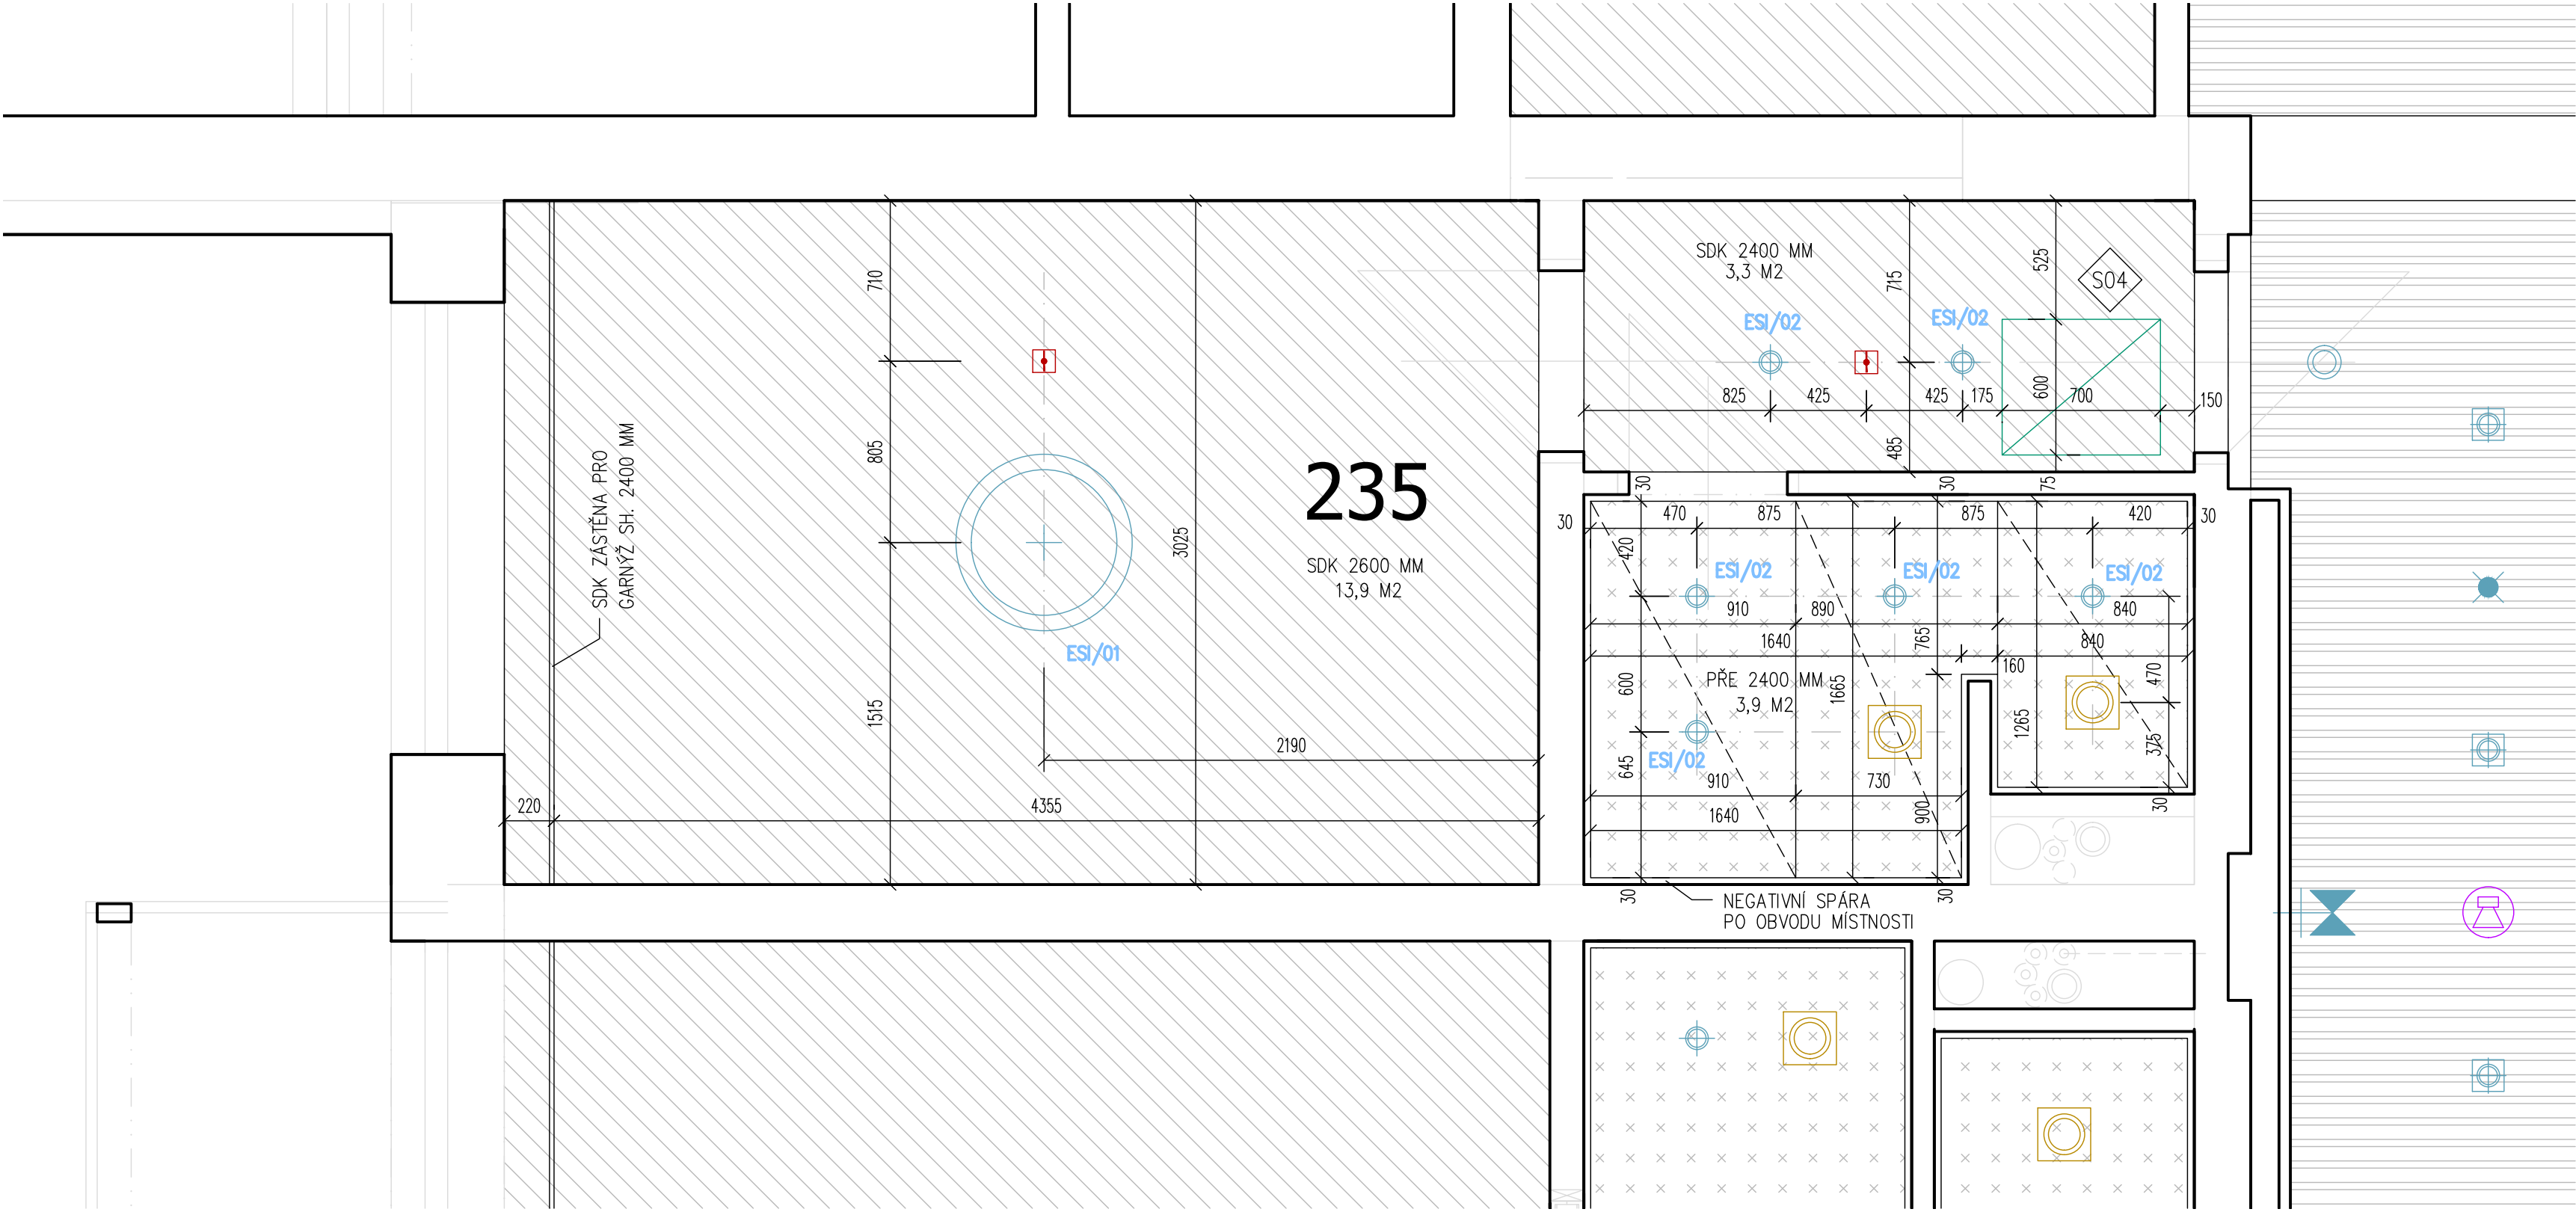 SDK 2400 MM
3,3 M2
S04
525
715
710
ESI/02
ESI/02
600
825
425
425
175
700
150
485
805
SDK ZÁSTĚNA PRO
GARNÝŽ SH. 2400 MM
235
SDK 2600 MM
13,9 M2
3025
ESI/01
1515
2190
220
4355
30
30
75
30
470
875
875
420
30
420
ESI/02
ESI/02
ESI/02
910
890
840
1640
765
840
160
600
PŘE 2400 MM
3,9 M2
1665
470
1265
375
ESI/02
645
910
730
1640
900
30
30
30
NEGATIVNÍ SPÁRA
PO OBVODU MÍSTNOSTI